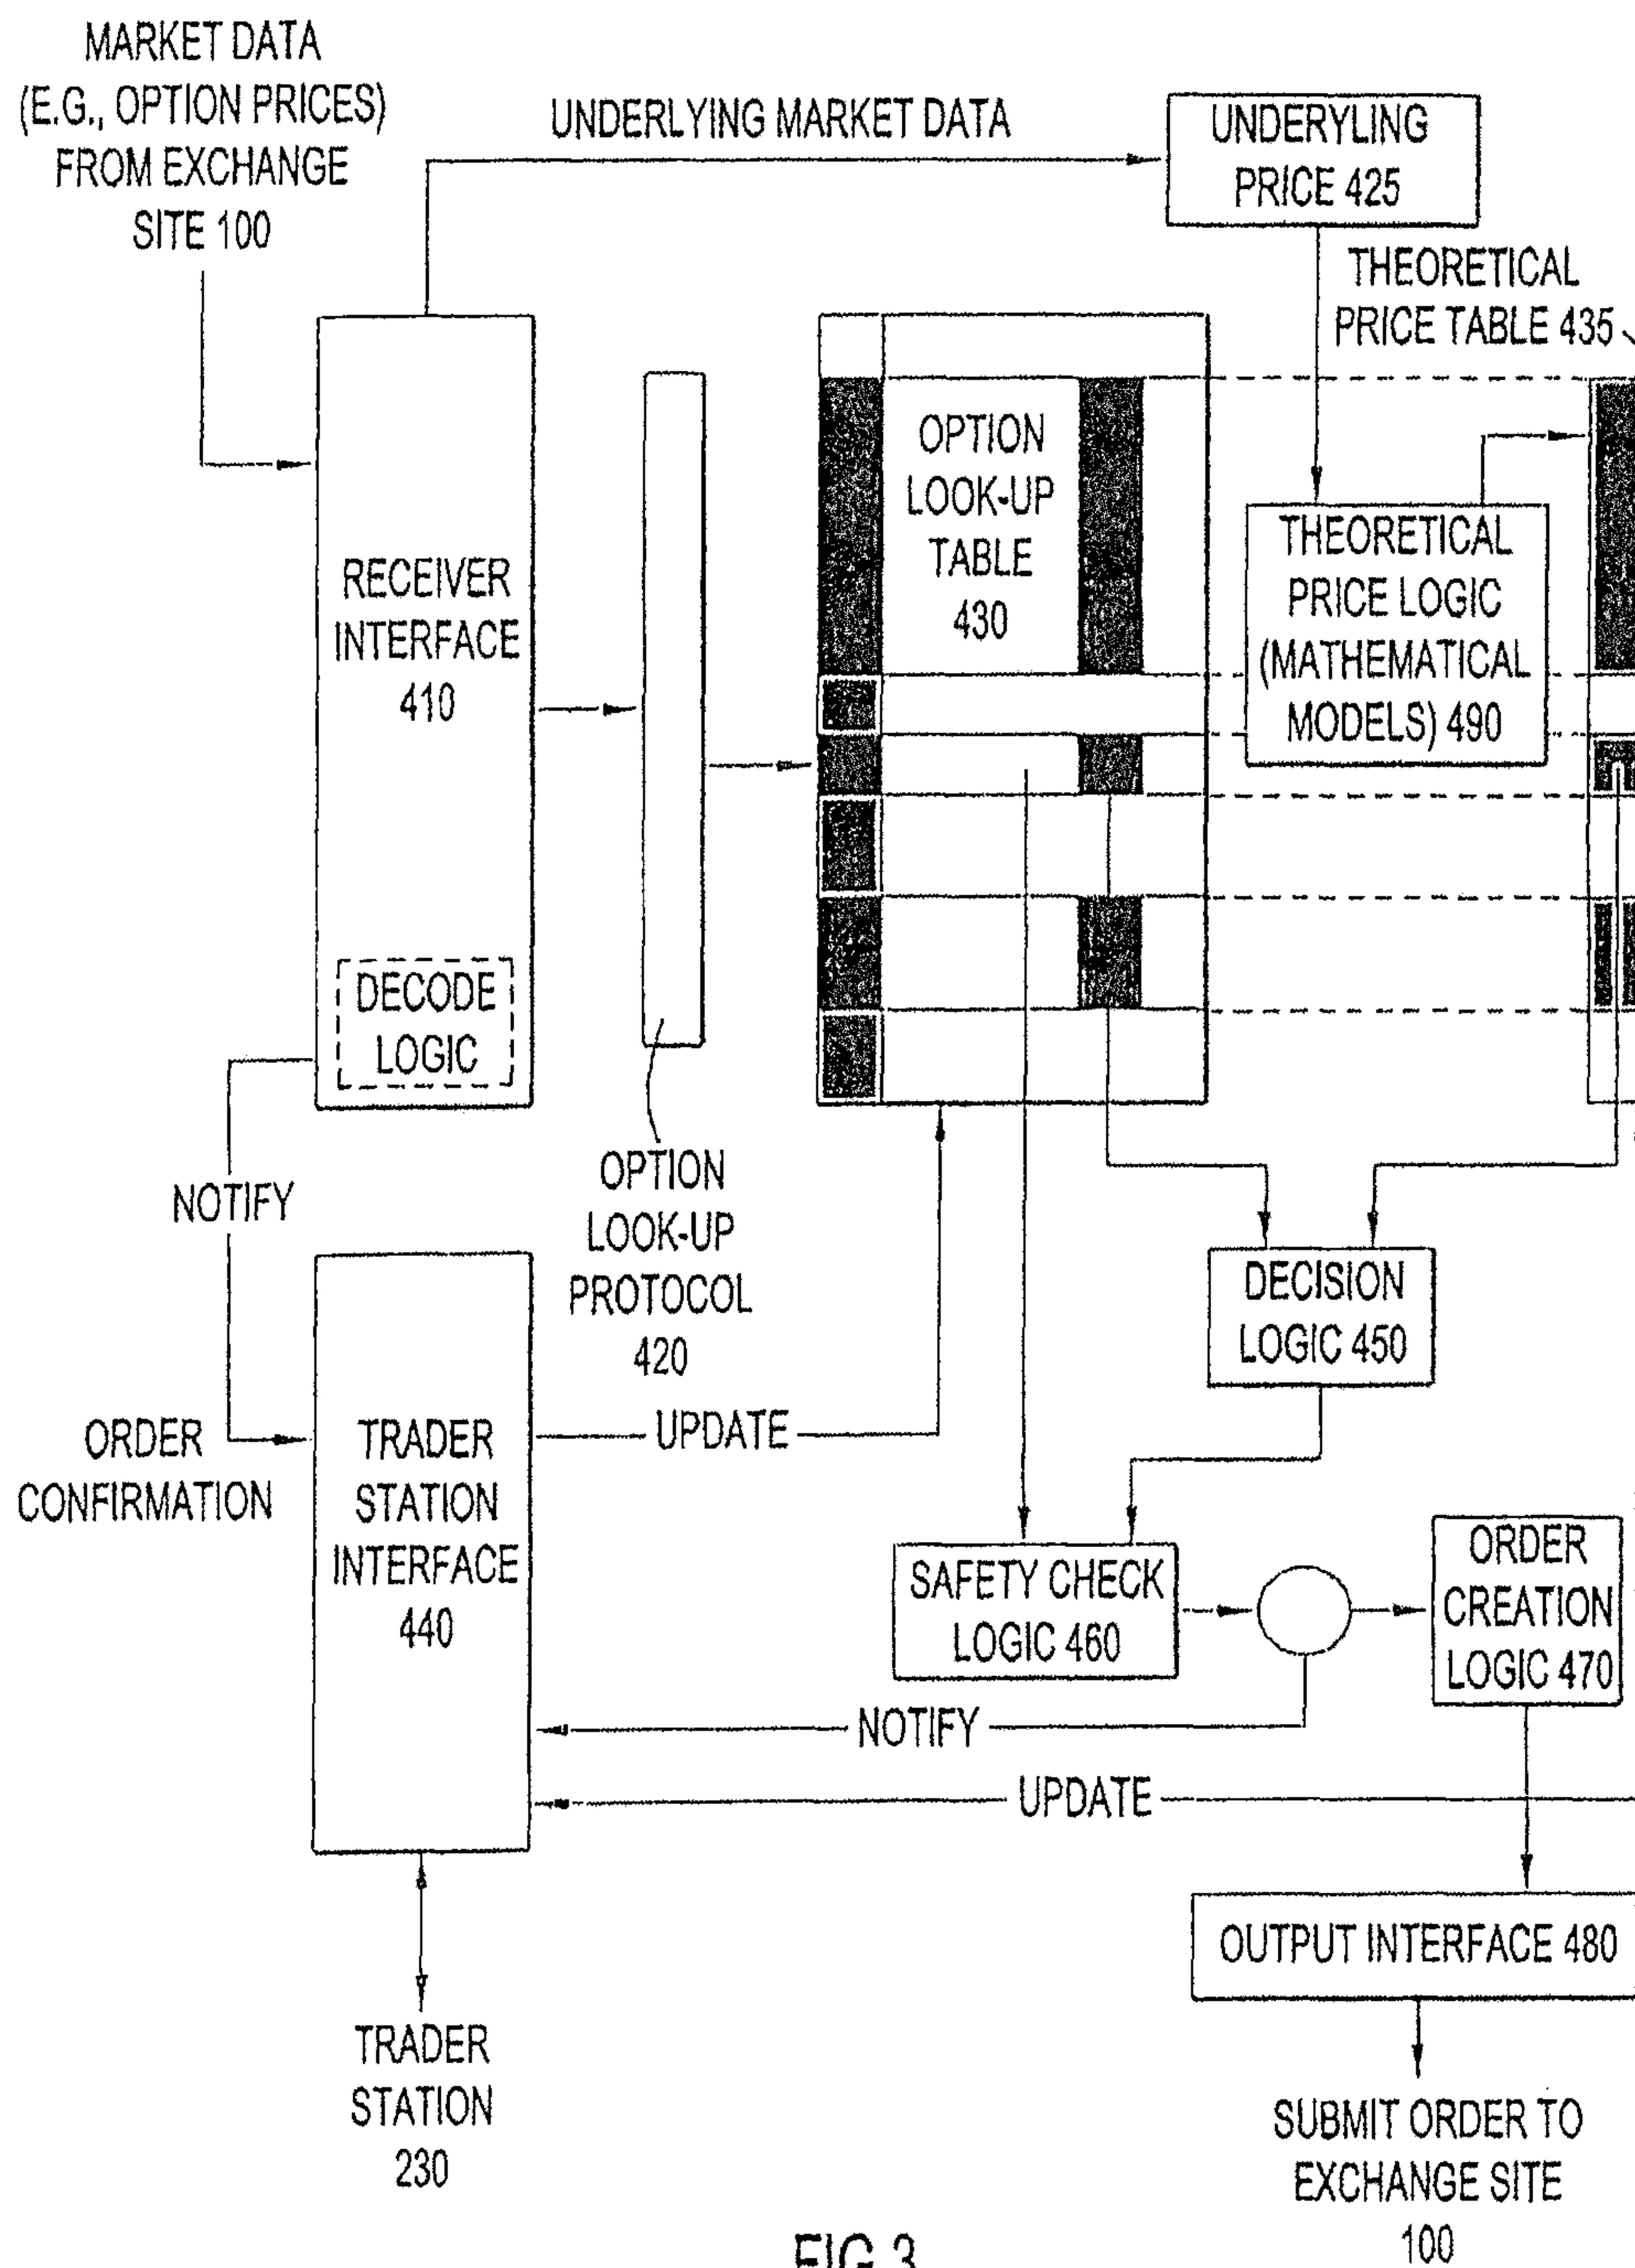 MARKET DATA
(E.G., OPTION PRICES)
FROM EXCHANGE
SITE 100
UNDERLYING MARKET DATA
UNDERYLING
PRICE 425
THEORETICAL
PRICE TABLE 435
OPTION
LOOK-UP
TABLE
430
THEORETICAL
PRICE LOGIC
(MATHEMATICAL
MODELS) 490
RECEIVER
INTERFACE
410
DECODE
LOGIC
NOTIFY
OPTION
LOOK-UP
PROTOCOL
420
DECISION
LOGIC 450
ORDER
CONFIRMATION
TRADER
STATION
INTERFACE
440
UPDATE
SAFETY CHECK
LOGIC 460
ORDER
CREATION
LOGIC 470
NOTIFY
UPDATE
OUTPUT INTERFACE 480
TRADER
STATION
230
SUBMIT ORDER TO
EXCHANGE SITE
100
FIG.3